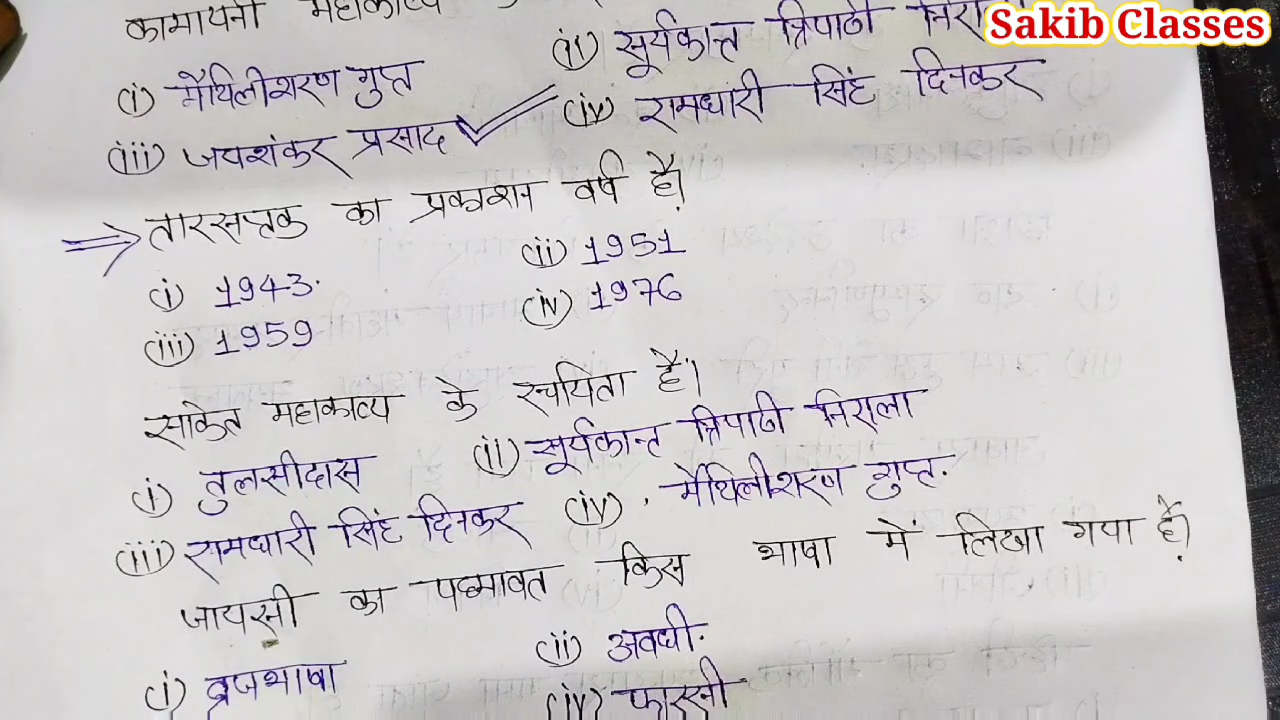 Sakib Classes
कामायनी महाकाव्य
(i) मैथिलीशरण गुप्त (ii) सूर्यकान्त त्रिपाठी
(iii) जयशंकर प्रसाद (iv) रामधारी सिंह दिनकर
तारसप्तक का प्रकाशन वर्ष है।
(i) 1943. (ii) 1951
(iii) 1959 (iv) 1976
साकेत महाकाव्य के रचयिता हैं।
(i) तुलसीदास (ii) सूर्यकान्त त्रिपाठी निराला
(iii) रामधारी सिंह दिनकर (iv) मैथिलीशरण गुप्त.
जायसी का पद्मावत किस भाषा में लिखा गया है?
(i) ब्रजभाषा (ii) अवधी.
(iv) फारसी